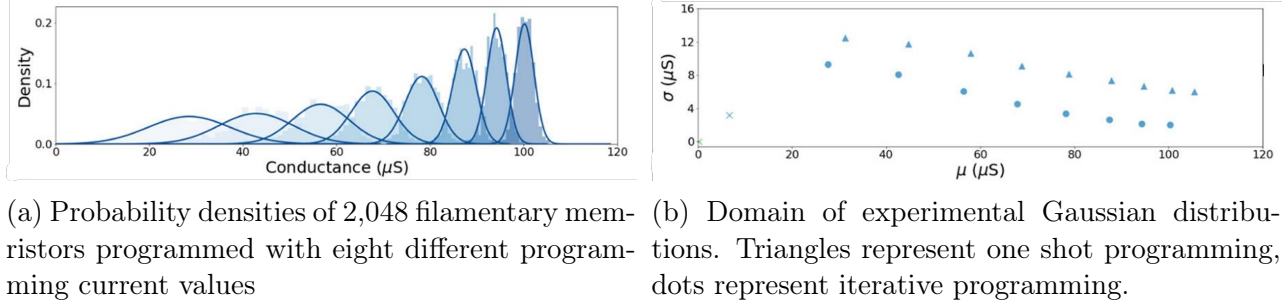 0.2
0.1
0.0
Density
0 20 40 60 80 100 120
Conductance (μS)
16
12
8
4
0
σ (μS)
0 20 40 60 80 100 120
μ (μS)
(a) Probability densities of 2,048 filamentary mem-
ristors programmed with eight different program-
ming current values
(b) Domain of experimental Gaussian distribu-
tions. Triangles represent one shot programming,
dots represent iterative programming.